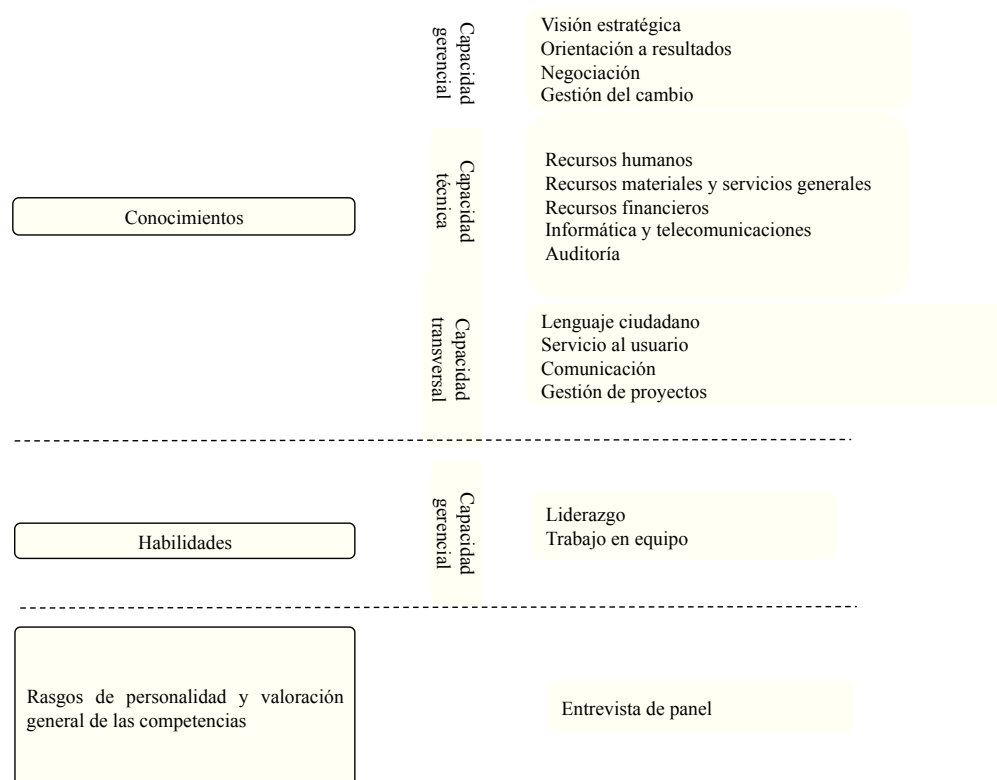 Capacidad
gerencial
Visión estratégica
Orientación a resultados
Negociación
Gestión del cambio
Conocimientos
Capacidad
técnica
Recursos humanos
Recursos materiales y servicios generales
Recursos financieros
Informática y telecomunicaciones
Auditoría
Capacidad
transversal
Lenguaje ciudadano
Servicio al usuario
Comunicación
Gestión de proyectos
Habilidades
Capacidad
gerencial
Liderazgo
Trabajo en equipo
Rasgos de personalidad y valoración
general de las competencias
Entrevista de panel